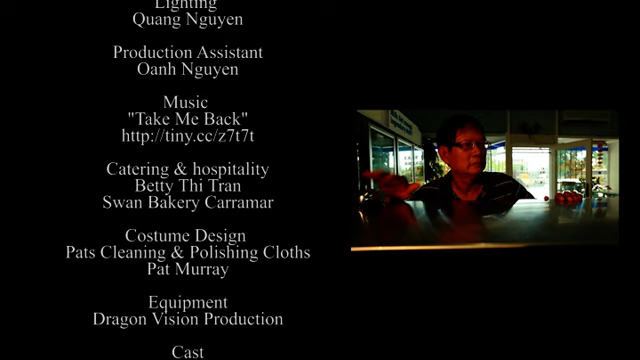 Lighting
Quang Nguyen
Production Assistant
Oanh Nguyen
Music
"Take Me Back"
http://tiny.cc/z7t7t
Catering & hospitality
Betty Thi Tran
Swan Bakery Carramar
Costume Design
Pats Cleaning & Polishing Cloths
Pat Murray
Equipment
Dragon Vision Production
Cast